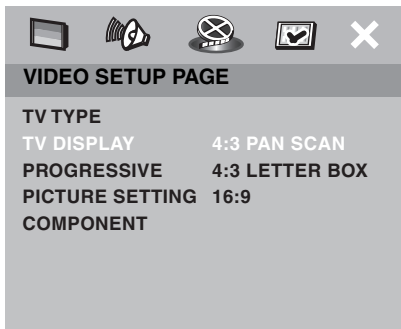 VIDEO SETUP PAGE
TV TYPE
TV DISPLAY 4:3 PAN SCAN
PROGRESSIVE 4:3 LETTER BOX
PICTURE SETTING 16:9
COMPONENT